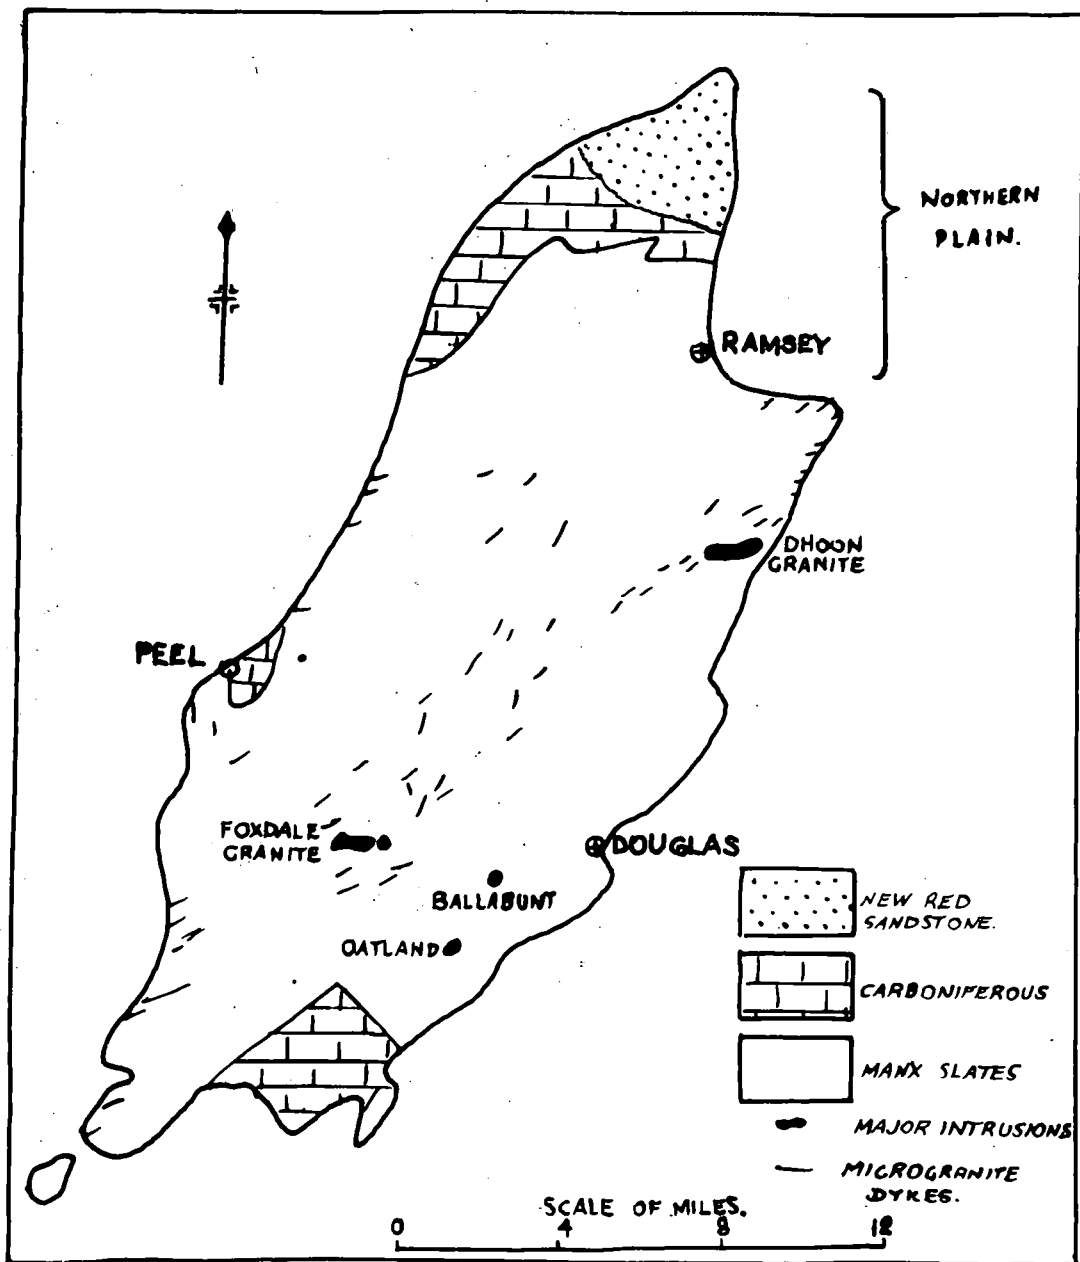 NORTHERN
PLAIN.
RAMSEY
DHOON
GRANITE
PEEL
FOXDALE
GRANITE
DOUGLAS
BALLABUNT
OATLAND
NEW RED
SANDSTONE.
CARBONIFEROUS
MANX SLATES
MAJOR INTRUSIONS
MICROGRANITE
DYKES.
SCALE OF MILES.
0 4 8 12